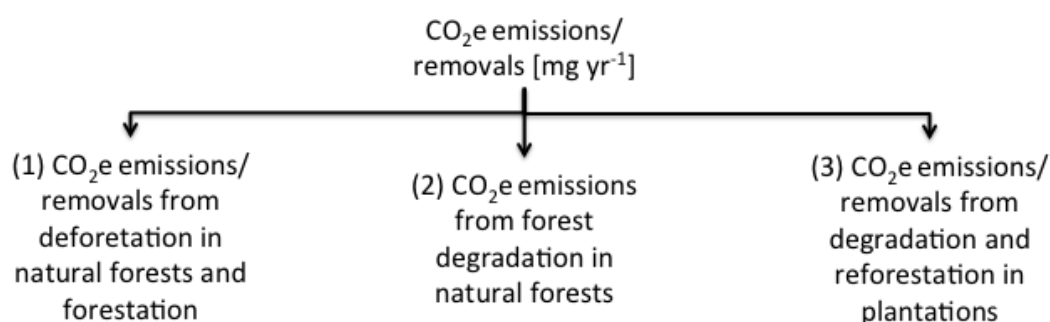 CO₂e emissions/
removals [mg yr⁻¹]
(1) CO₂e emissions/
removals from
deforetation in
natural forests and
forestation
(2) CO₂e emissions
from forest
degradation in
natural forests
(3) CO₂e emissions/
removals from
degradation and
reforestation in
plantations